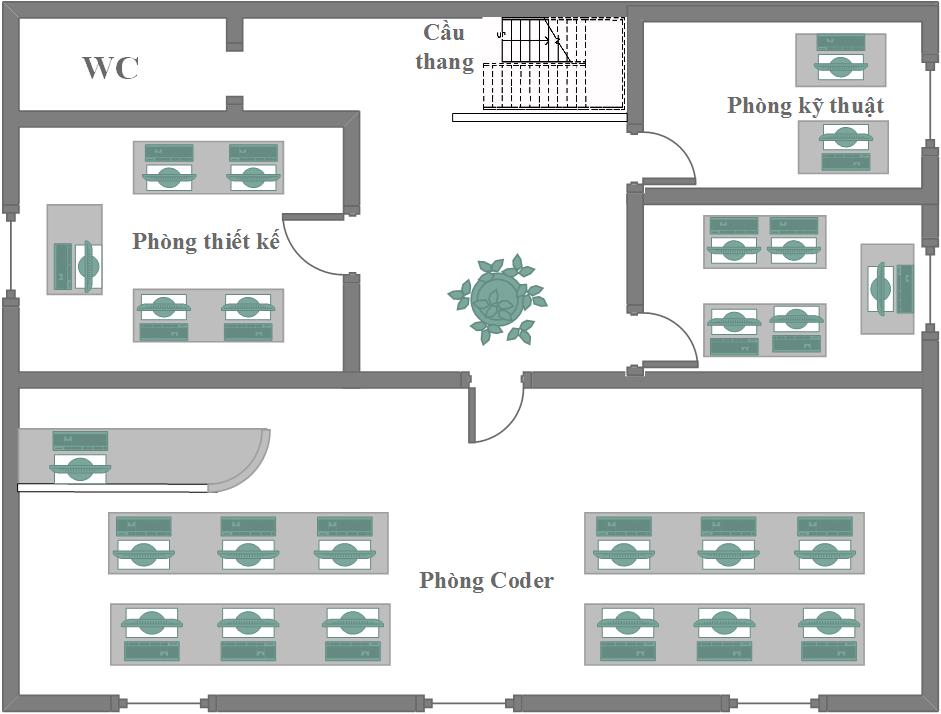 Cầu
thang
WC
Phòng kỹ thuật
Phòng thiết kế
Phòng Coder